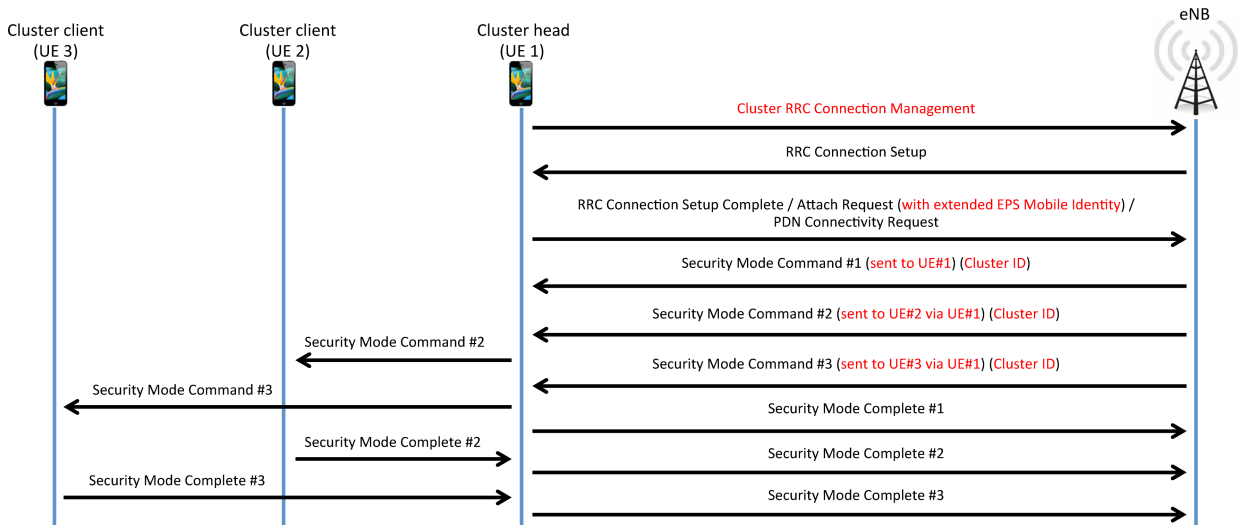 eNB
Cluster client
(UE 3)
Cluster client
(UE 2)
Cluster head
(UE 1)
Cluster RRC Connection Management
RRC Connection Setup
RRC Connection Setup Complete / Attach Request (with extended EPS Mobile Identity) /
PDN Connectivity Request
Security Mode Command #1 (sent to UE#1) (Cluster ID)
Security Mode Command #2 (sent to UE#2 via UE#1) (Cluster ID)
Security Mode Command #2
Security Mode Command #3 (sent to UE#3 via UE#1) (Cluster ID)
Security Mode Command #3
Security Mode Complete #1
Security Mode Complete #2
Security Mode Complete #2
Security Mode Complete #3
Security Mode Complete #3